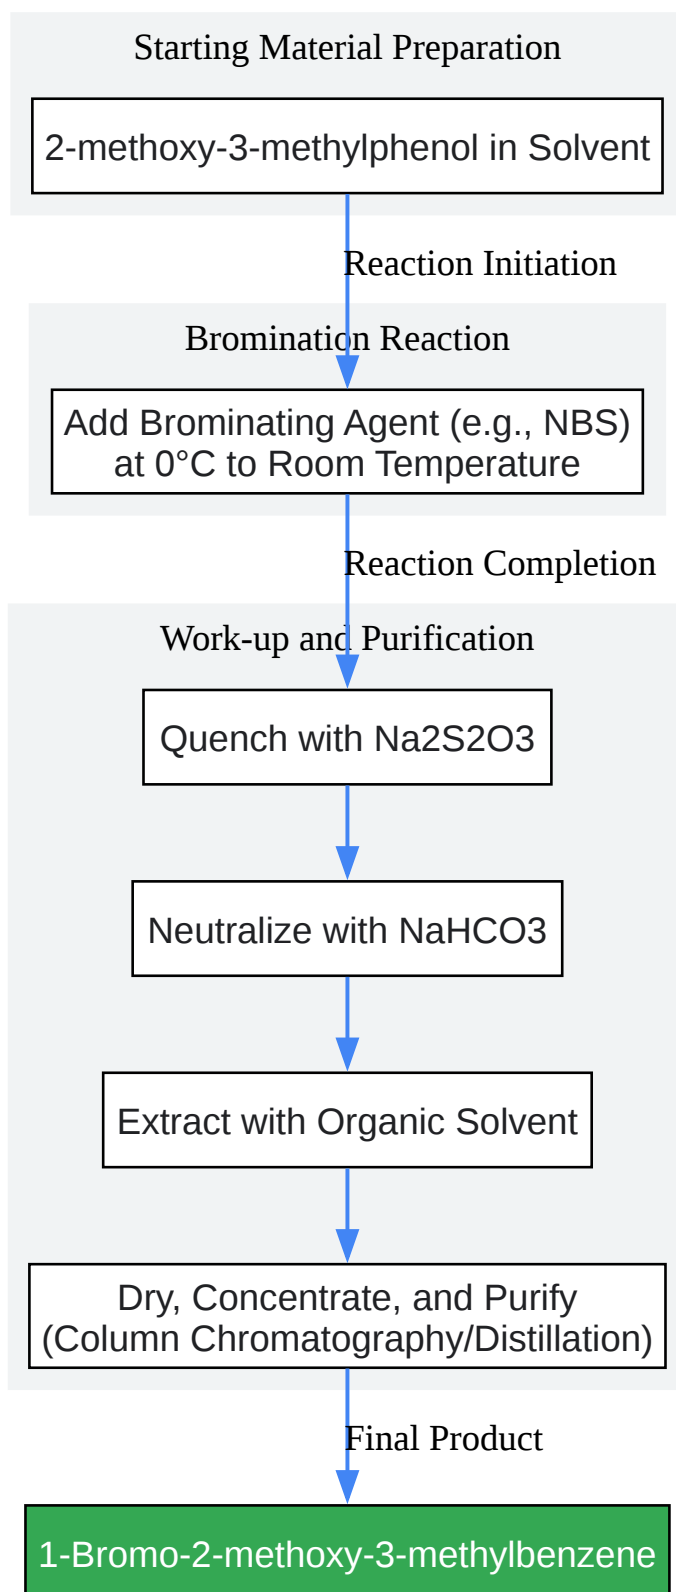 Starting Material Preparation
2-methoxy-3-methylphenol in Solvent
Reaction Initiation
Bromination Reaction
Add Brominating Agent (e.g., NBS)
at 0°C to Room Temperature
Reaction Completion
Work-up and Purification
Quench with Na2S2O3
Neutralize with NaHCO3
Extract with Organic Solvent
Dry, Concentrate, and Purify
(Column Chromatography/Distillation)
Final Product
1-Bromo-2-methoxy-3-methylbenzene